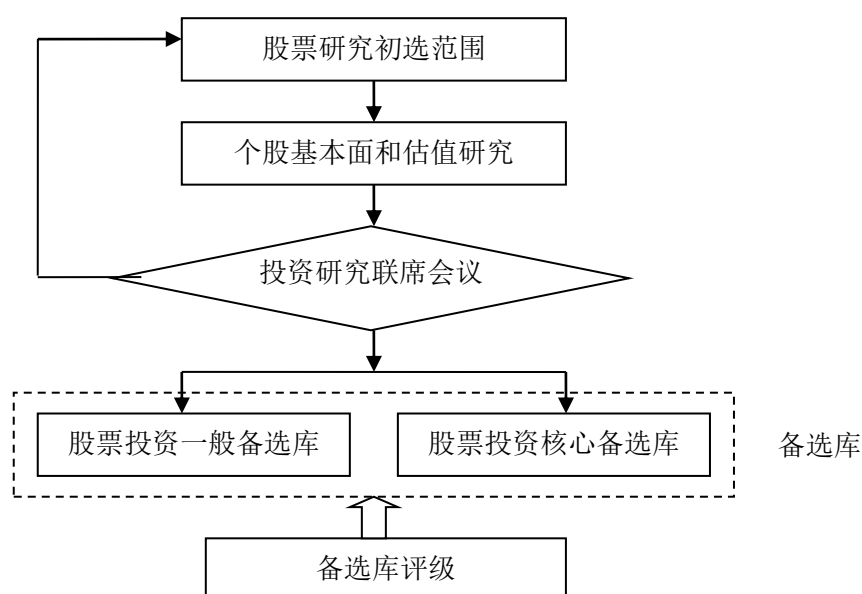 股票研究初选范围
个股基本面和估值研究
投资研究联席会议
股票投资一般备选库
股票投资核心备选库
备选库
备选库评级